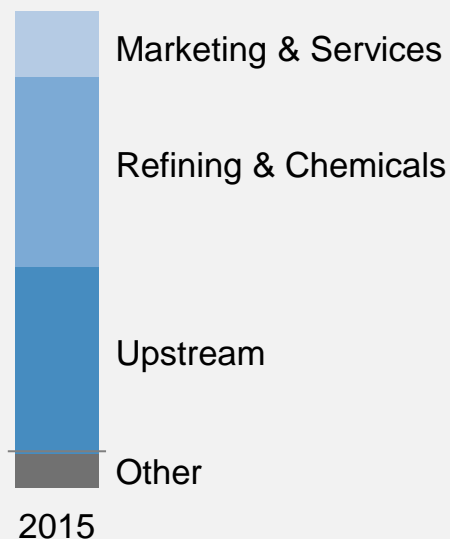 Marketing & Services
Refining & Chemicals
Upstream
Other
2015